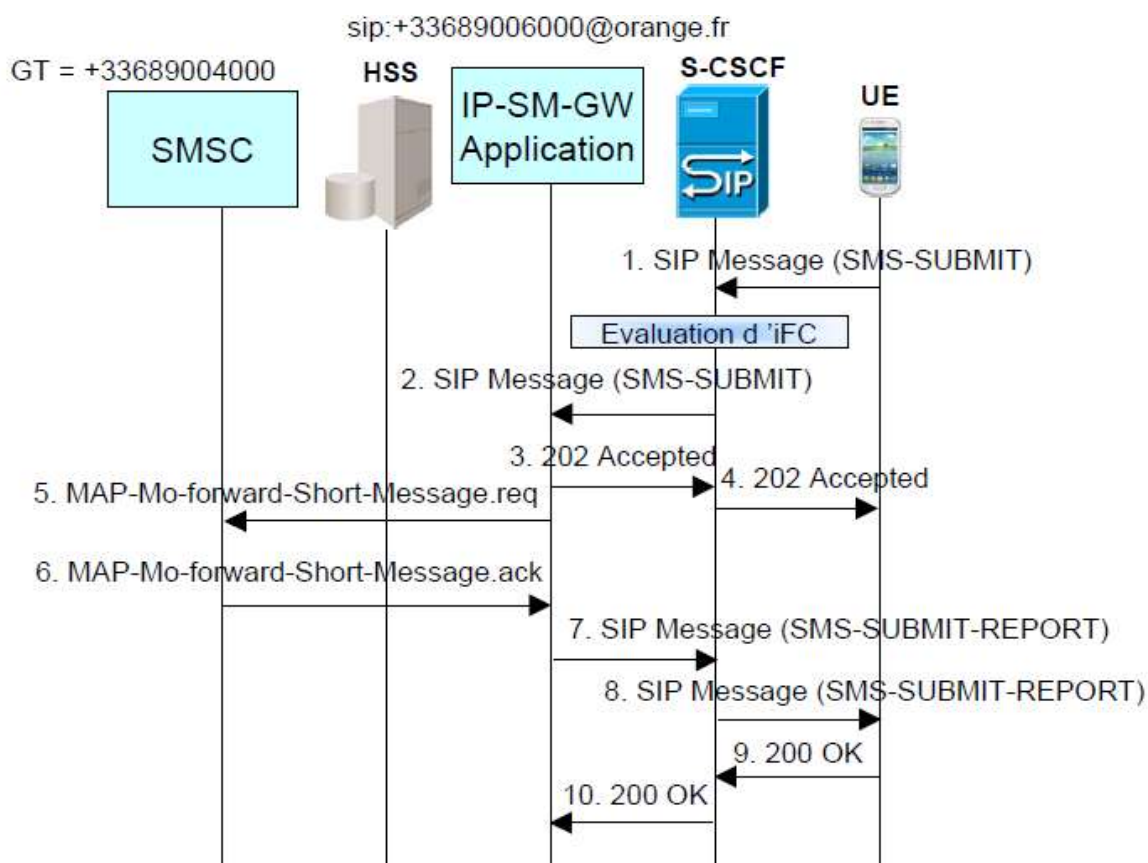 sip:+33689006000@orange.fr
GT = +33689004000
HSS
S-CSCF
UE
SMSC
IP-SM-GW
Application
SIP
1. SIP Message (SMS-SUBMIT)
Evaluation d 'iFC
2. SIP Message (SMS-SUBMIT)
3. 202 Accepted
4. 202 Accepted
5. MAP-Mo-forward-Short-Message.req
6. MAP-Mo-forward-Short-Message.ack
7. SIP Message (SMS-SUBMIT-REPORT)
8. SIP Message (SMS-SUBMIT-REPORT)
9. 200 OK
10. 200 OK